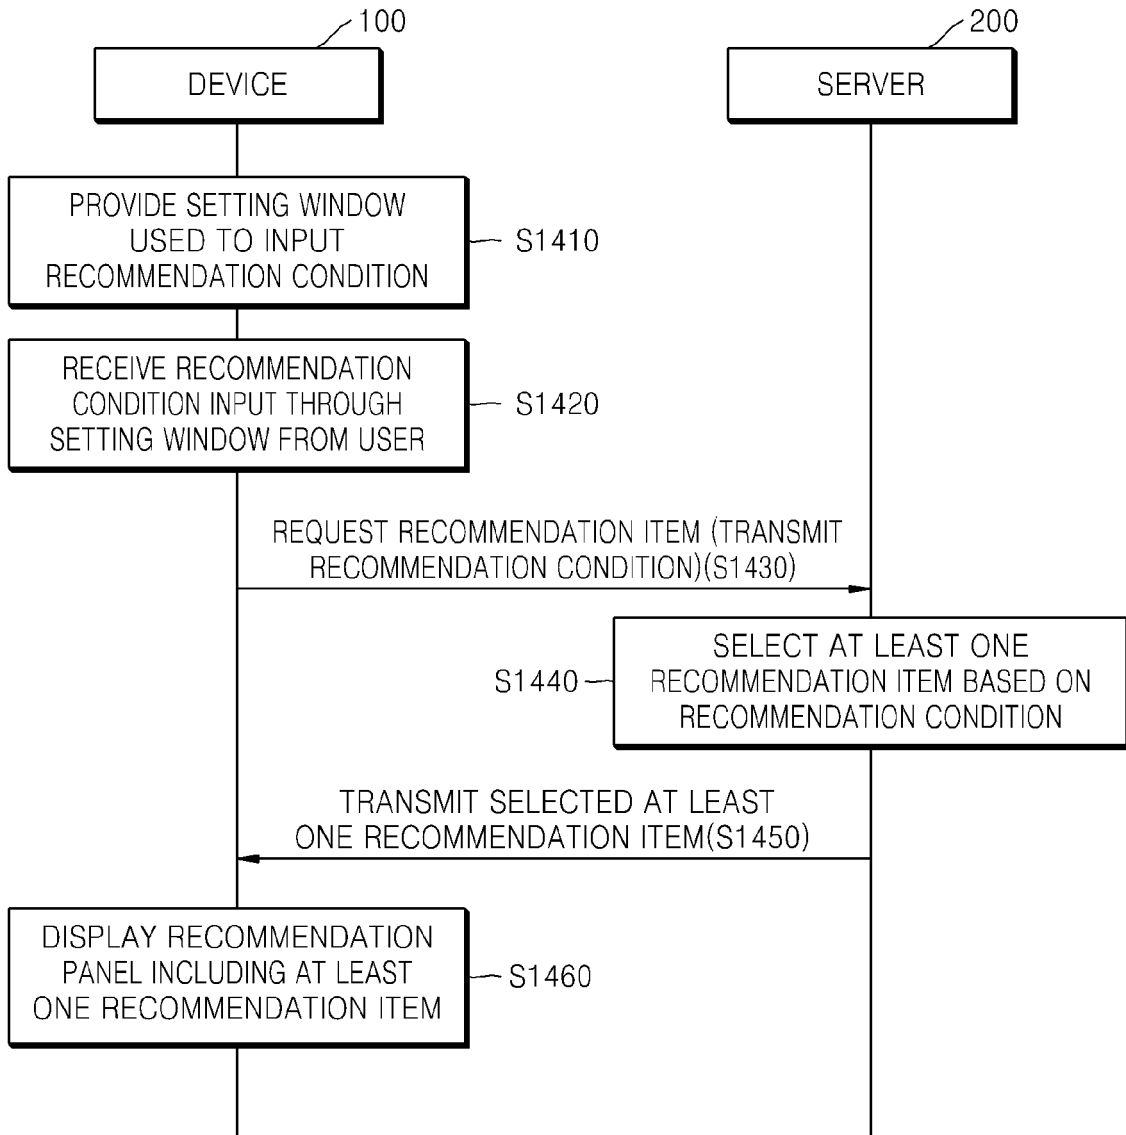 100
200
DEVICE
SERVER
PROVIDE SETTING WINDOW
USED TO INPUT
RECOMMENDATION CONDITION
S1410
RECEIVE RECOMMENDATION
CONDITION INPUT THROUGH
SETTING WINDOW FROM USER
S1420
REQUEST RECOMMENDATION ITEM (TRANSMIT
RECOMMENDATION CONDITION)(S1430)
SELECT AT LEAST ONE
RECOMMENDATION ITEM BASED ON
RECOMMENDATION CONDITION
S1440
TRANSMIT SELECTED AT LEAST
ONE RECOMMENDATION ITEM(S1450)
DISPLAY RECOMMENDATION
PANEL INCLUDING AT LEAST
ONE RECOMMENDATION ITEM
S1460